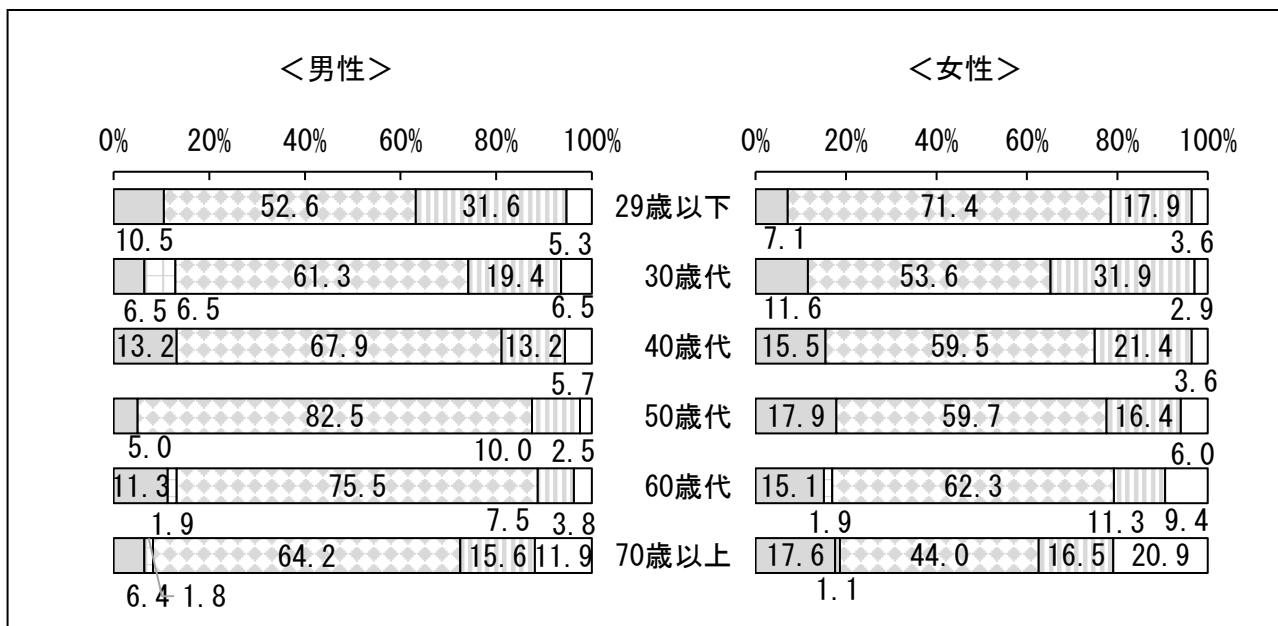 ＜男性＞ ＜女性＞
0% 20% 40% 60% 80% 100% 0% 20% 40% 60% 80% 100%
52.6 31.6 29歳以下 71.4 17.9
10.5 5.3 7.1 3.6
61.3 19.4 30歳代 53.6 31.9
6.5 6.5 6.5 11.6 2.9
13.2 67.9 13.2 40歳代 15.5 59.5 21.4
5.7 3.6
82.5 50歳代 17.9 59.7 16.4
5.0 10.0 2.5 6.0
11.3 75.5 60歳代 15.1 62.3
1.9 7.5 3.8 1.9 11.3 9.4
64.2 15.6 11.9 70歳以上 17.6 44.0 16.5 20.9
6.4 1.8 1.1